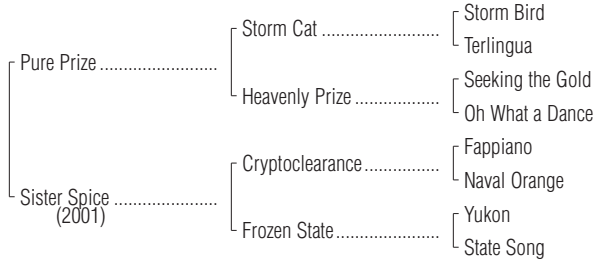 Storm Bird
Storm Cat ........................
Terlingua
Pure Prize ........................
Seeking the Gold
Heavenly Prize .................
Oh What a Dance
Fappiano
Cryptoclearance ...............
Naval Orange
Sister Spice .....................
(2001)
Yukon
Frozen State .....................
State Song